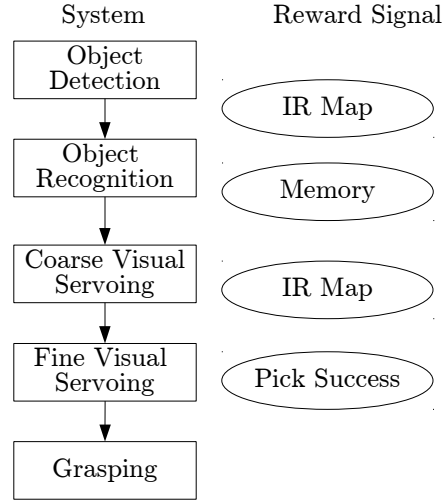 System
Reward Signal
Object
Detection
IR Map
Object
Recognition
Memory
Coarse Visual
Servoing
IR Map
Fine Visual
Servoing
Pick Success
Grasping